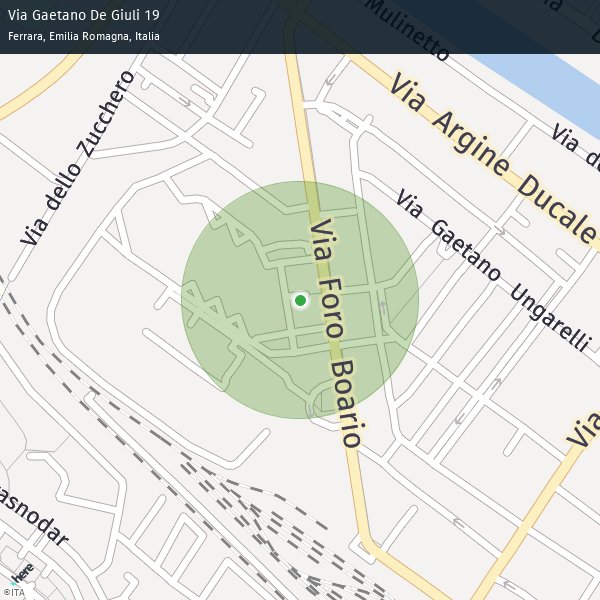 Via Gaetano De Giuli 19
Ferrara, Emilia Romagna, Italia
Mulinetto
Via Argine Ducale
Via dello Zucchero
Via Gaetano Ungarelli
Via Foro Boario
Via
asnodar
here
©ITA